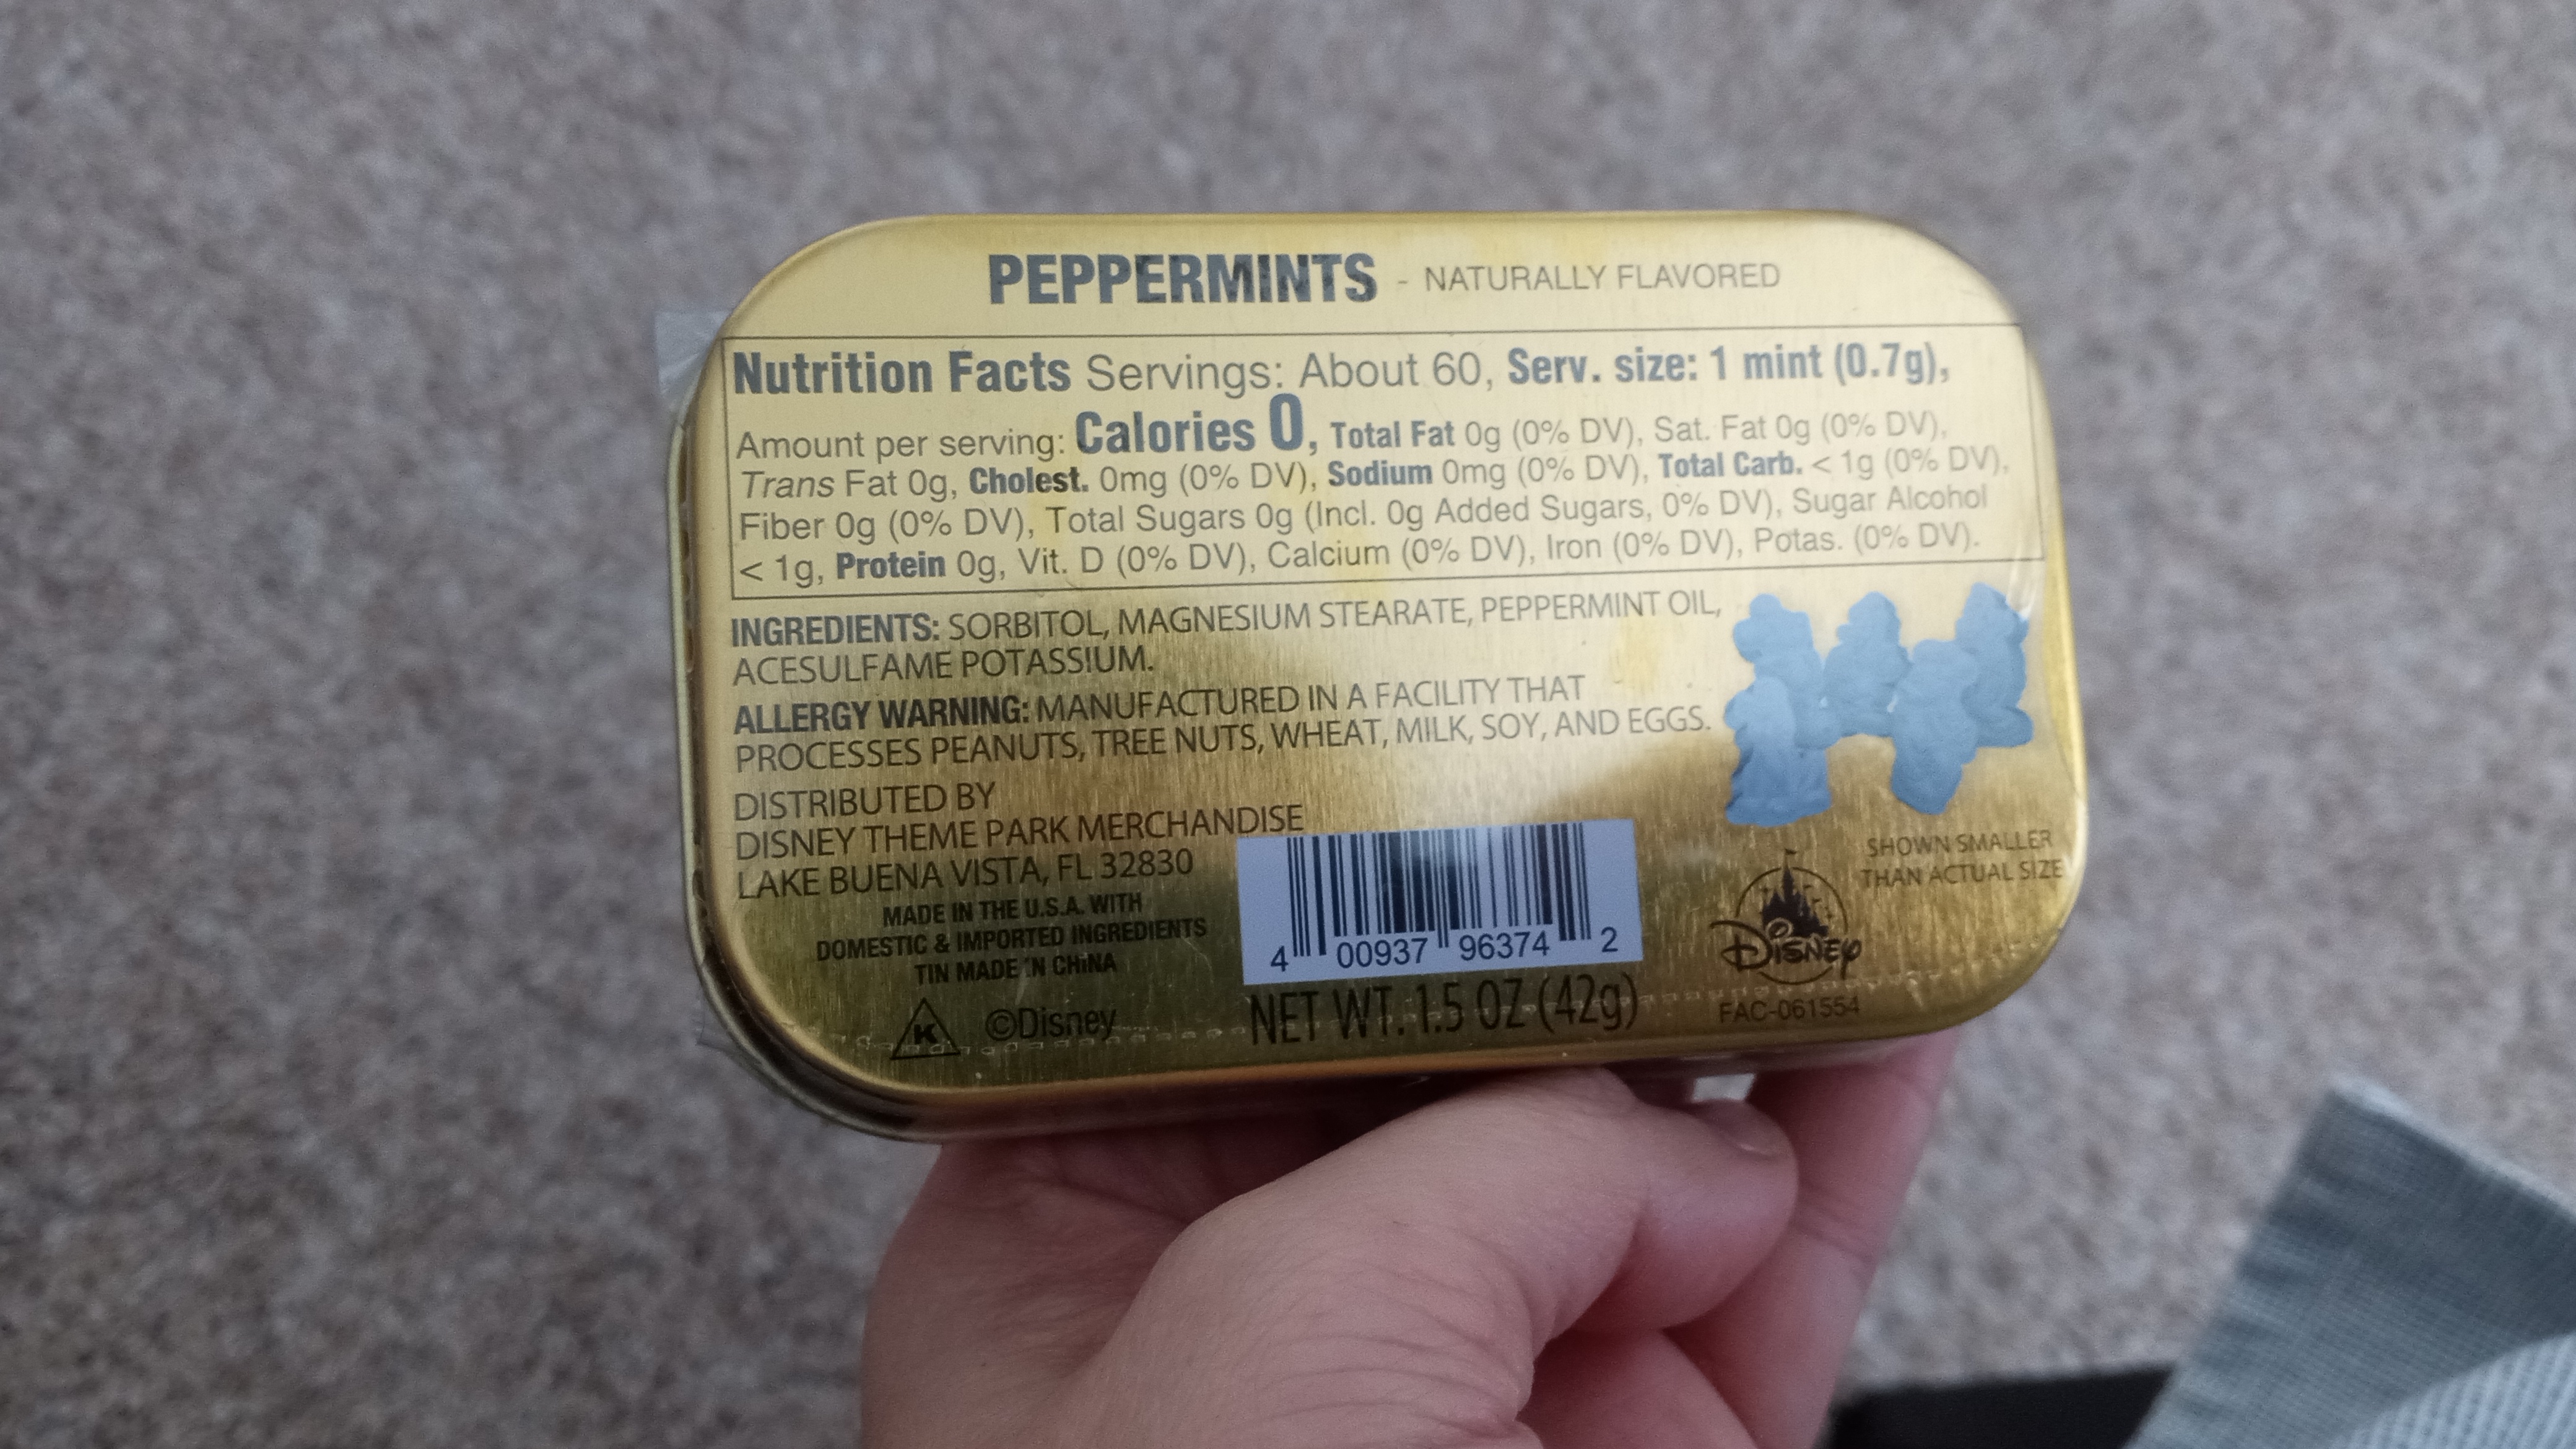 PEPPERMINTS - NATURALLY FLAVORED
Nutrition Facts Servings: About 60, Serv. size: 1 mint (0.7g),
Amount per serving: Calories 0, Total Fat 0g (0% DV), Sat. Fat 0g (0% DV),
Trans Fat 0g, Cholest. 0mg (0% DV), Sodium 0mg (0% DV), Total Carb. < 1g (0% DV),
Fiber 0g (0% DV), Total Sugars 0g (Incl. 0g Added Sugars, 0% DV), Sugar Alcohol
< 1g, Protein 0g, Vit. D (0% DV), Calcium (0% DV), Iron (0% DV), Potas. (0% DV).
INGREDIENTS: SORBITOL, MAGNESIUM STEARATE, PEPPERMINT OIL,
ACESULFAME POTASSIUM.
ALLERGY WARNING: MANUFACTURED IN A FACILITY THAT
PROCESSES PEANUTS, TREE NUTS, WHEAT, MILK, SOY, AND EGGS.
DISTRIBUTED BY
DISNEY THEME PARK MERCHANDISE
LAKE BUENA VISTA, FL 32830
MADE IN THE U.S.A. WITH
DOMESTIC & IMPORTED INGREDIENTS
TIN MADE IN CHINA
K ©Disney
4 00937 96374 2
NET WT. 1.5 OZ (42g)
SHOWN SMALLER
THAN ACTUAL SIZE
Disney
FAC-061554